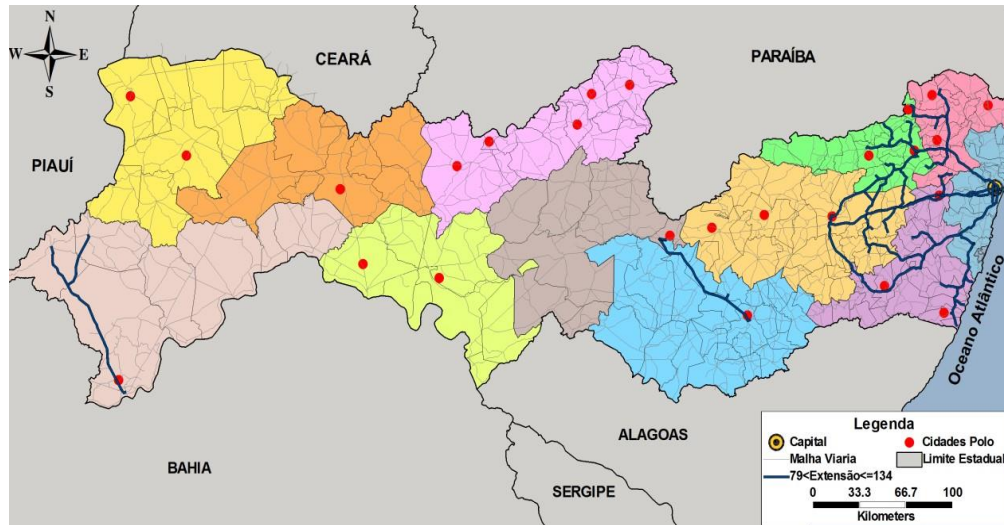 N
W E
S
CEARÁ
PARAÍBA
PIAUÍ
Oceano Atlântico
ALAGOAS
BAHIA
SERGIPE
Legenda
Capital Cidades Polo
Malha Viaria Limite Estadual
79<Extensão<=134
0 33.3 66.7 100
Kilometers